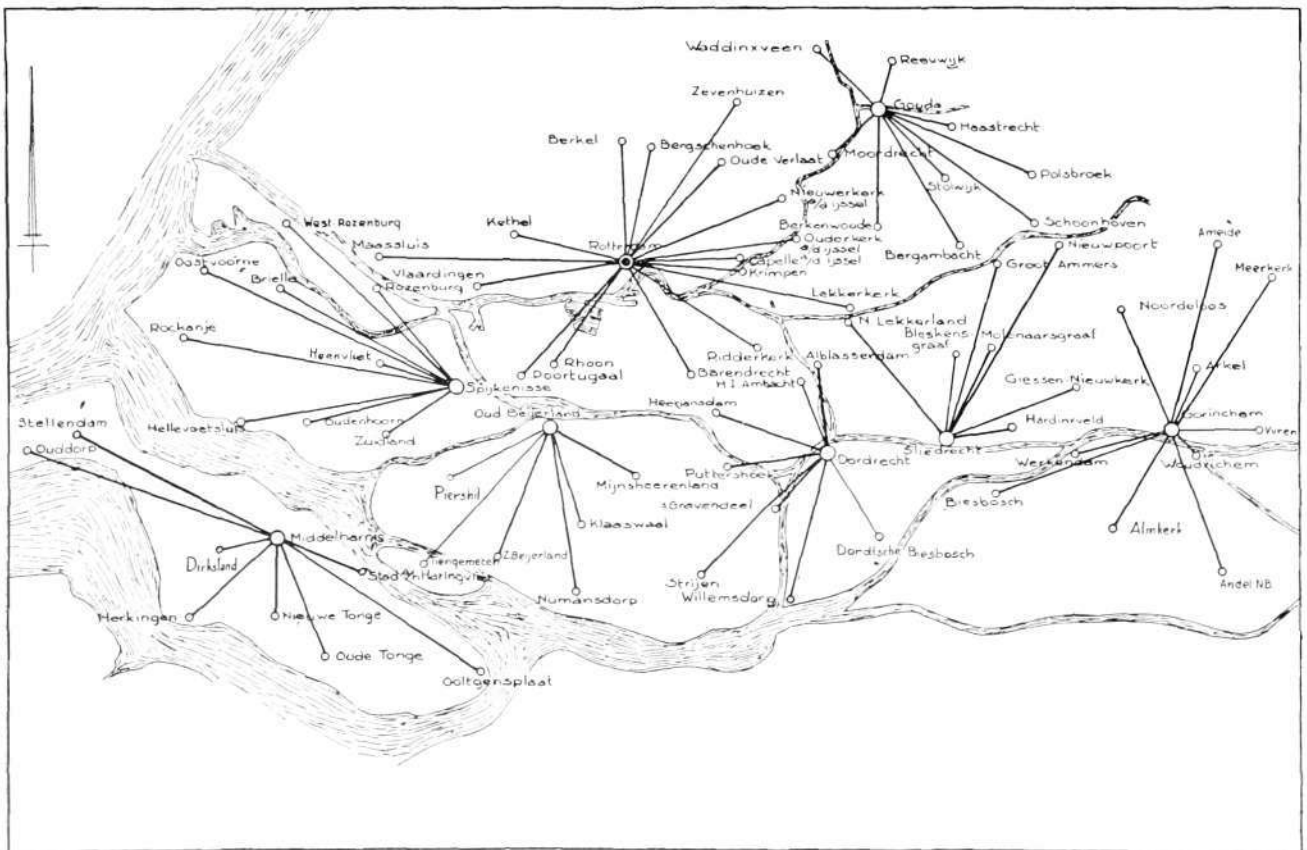 Waddinxveen
Reeuwijk
Zevenhuizen
Gouda
Haastrecht
Berkel
Bergschenhoek
Oude Verlaat
Moordrecht
Polsbroek
Stolwijk
Nieuwerkerk
a/d ijssel
Schoonhoven
West Rozenburg
Kethel
Berkenwoude
Ameide
Maassluis
Rotterdam
Ouderkerk
a/d ijssel
Nieuwpoort
Bergambacht
Oostvoorne
Vlaardingen
Capelle a/d ijssel
Krimpen
Groot Ammers
Meerkerk
Brielle
Rozenburg
Lekkerkerk
Noordeloos
Rockanje
N. Lekkerland
Bleskens-
graaf
Molenaarsgraaf
Heenvliet
Rhoon
Poortugaal
Ridderkerk
Barendrecht
Alblasserdam
H.I. Ambacht
Arkel
Giessen-Nieuwkerk
Spijkenisse
Heerjansdam
Stellendam
Hellevoetsluis
Oudenhoorn
Oud Beijerland
Gorinchem
Hardinxveld
Vuren
Zuidland
Ouddorp
Sliedrecht
Dordrecht
Werkendam
Woudrichem
Puttershoek
Piershil
Mijnsheerenland
Biesbosch
's Gravendeel
Klaaswaal
Almkerk
Middelharnis
Dordtsche Biesbosch
Dirksland
Tiengemeten
Z. Beijerland
Stad a/h Haringvliet
Strijen
Andel N.B.
Numansdorp
Willemsdorp
Herkingen
Nieuwe Tonge
Oude Tonge
Ooltgensplaat